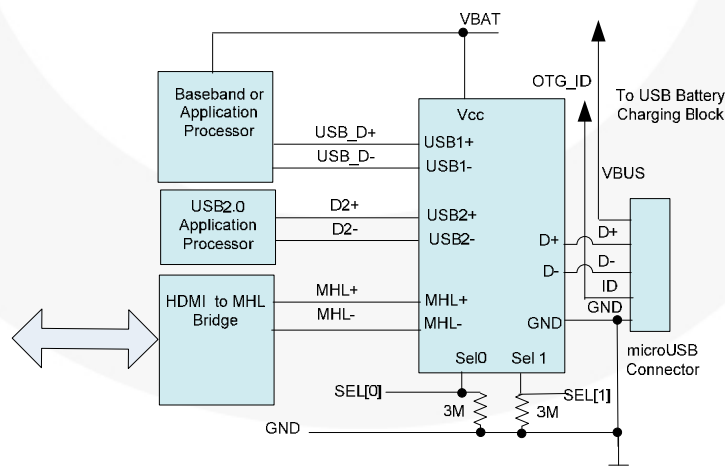 VBAT
Baseband or
Application
Processor
USB_D+
USB_D-
Vcc
USB1+
USB1-
OTG_ID
To USB Battery
Charging Block
VBUS
USB2.0
Application
Processor
D2+
D2-
USB2+
USB2-
D+
D-
D+
D-
ID
GND
HDMI to MHL
Bridge
MHL+
MHL-
MHL+
MHL-
GND
Sel0
Sel 1
microUSB
Connector
SEL[0]
3M
3M
SEL[1]
GND